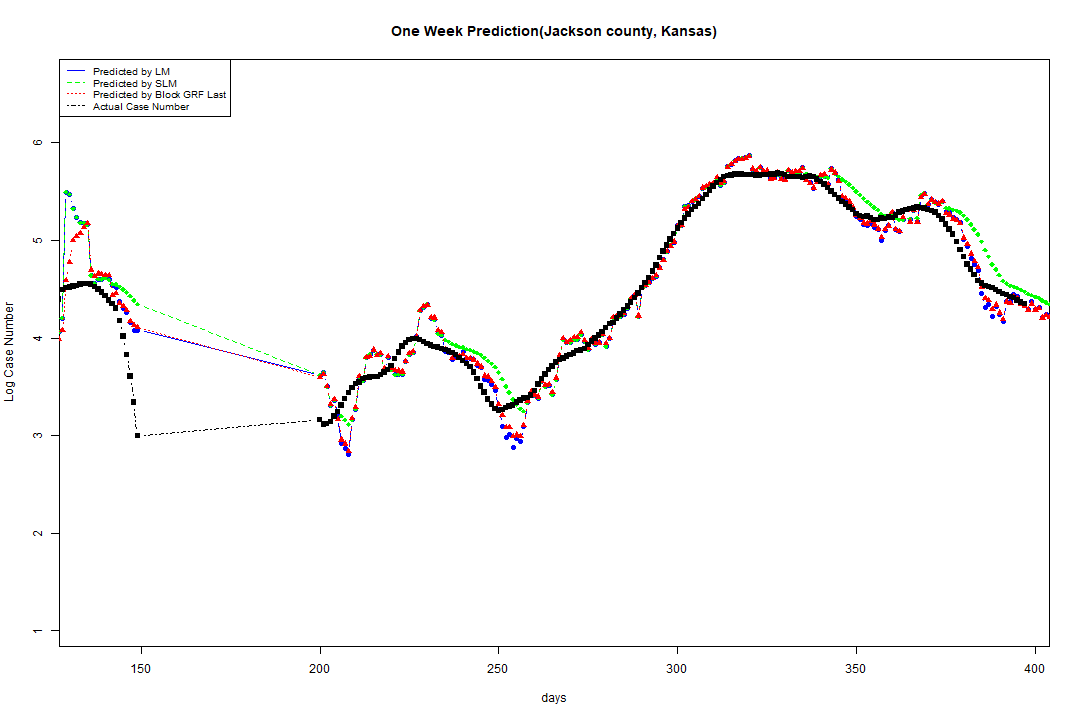 One Week Prediction(Jackson county, Kansas)
Predicted by LM
Predicted by SLM
Predicted by Block GRF Last
Actual Case Number
6
5
4
3
2
1
Log Case Number
150 200 250 300 350 400
days